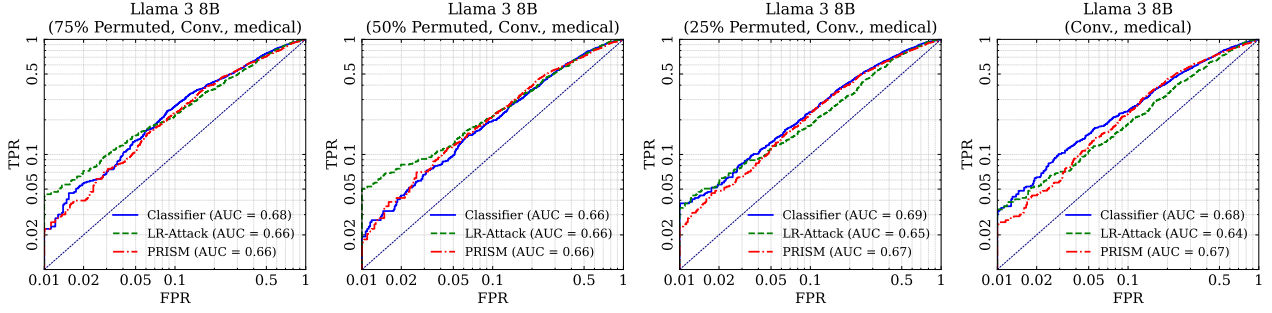 Llama 3 8B
(75% Permuted, Conv., medical)
1
0.5
0.1
0.05
0.02
TPR
Classifier (AUC = 0.68)
LR-Attack (AUC = 0.66)
PRISM (AUC = 0.66)
0.01 0.02 0.05 0.1 0.5 1
FPR
Llama 3 8B
(50% Permuted, Conv., medical)
1
0.5
0.1
0.05
0.02
TPR
Classifier (AUC = 0.66)
LR-Attack (AUC = 0.66)
PRISM (AUC = 0.66)
0.01 0.02 0.05 0.1 0.5 1
FPR
Llama 3 8B
(25% Permuted, Conv., medical)
1
0.5
0.1
0.05
0.02
TPR
Classifier (AUC = 0.69)
LR-Attack (AUC = 0.65)
PRISM (AUC = 0.67)
0.01 0.02 0.05 0.1 0.5 1
FPR
Llama 3 8B
(Conv., medical)
1
0.5
0.1
0.05
0.02
TPR
Classifier (AUC = 0.68)
LR-Attack (AUC = 0.64)
PRISM (AUC = 0.67)
0.01 0.02 0.05 0.1 0.5 1
FPR